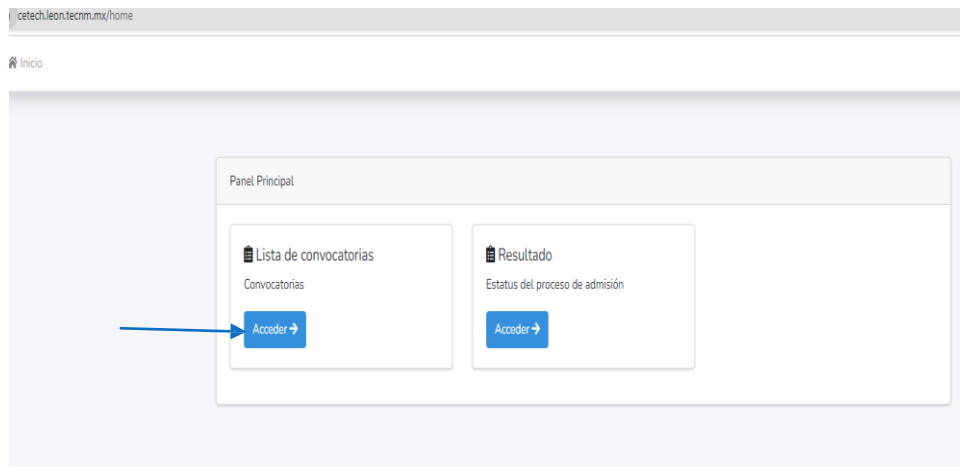 cetech.leon.tecnm.mx/home
Inicio
Panel Principal
Lista de convocatorias
Convocatorias
Acceder
Resultado
Estatus del proceso de admisión
Acceder